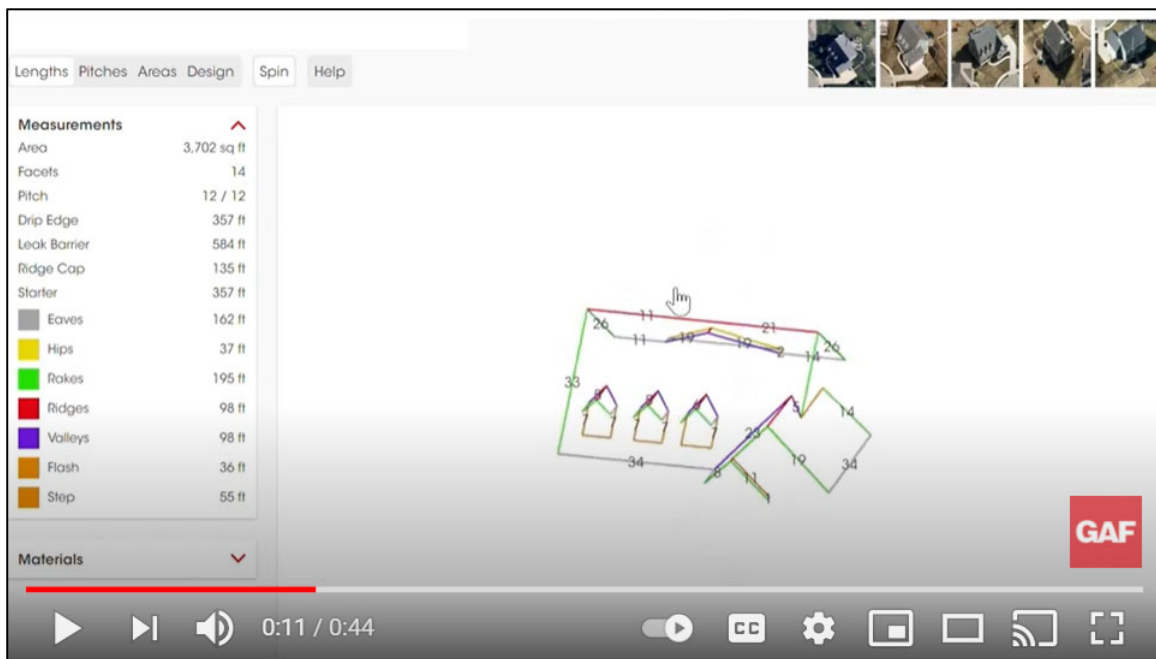 Lengths Pitches Areas Design Spin Help
Measurements
Area 3,702 sq ft
Facets 14
Pitch 12 / 12
Drip Edge 357 ft
Leak Barrier 584 ft
Ridge Cap 135 ft
Starter 357 ft
Eaves 162 ft
Hips 37 ft
Rakes 195 ft
Ridges 98 ft
Valleys 98 ft
Flash 36 ft
Step 55 ft
Materials
11
21
26
11
19
19
2
14
26
33
7
7
34
23
5
14
8
11
19
34
GAF
0:11 / 0:44
CC